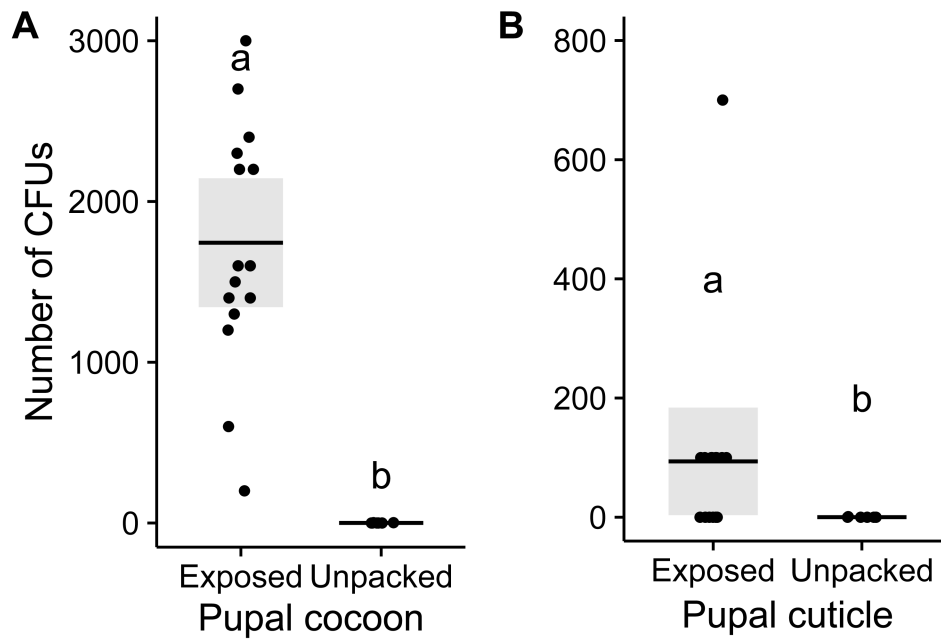 A
Number of CFUs
3000
2000
1000
0
a
b
Exposed Unpacked
Pupal cocoon
B
800
600
400
200
0
a
b
Exposed Unpacked
Pupal cuticle